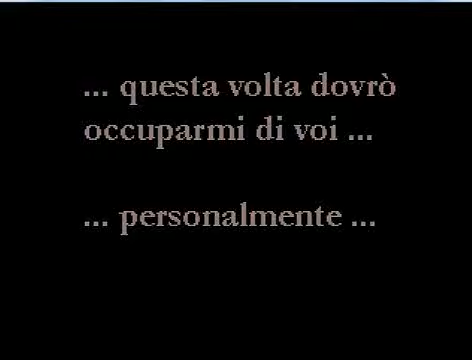 ... questa volta dovrò
occuparmi di voi ...
... personalmente ...